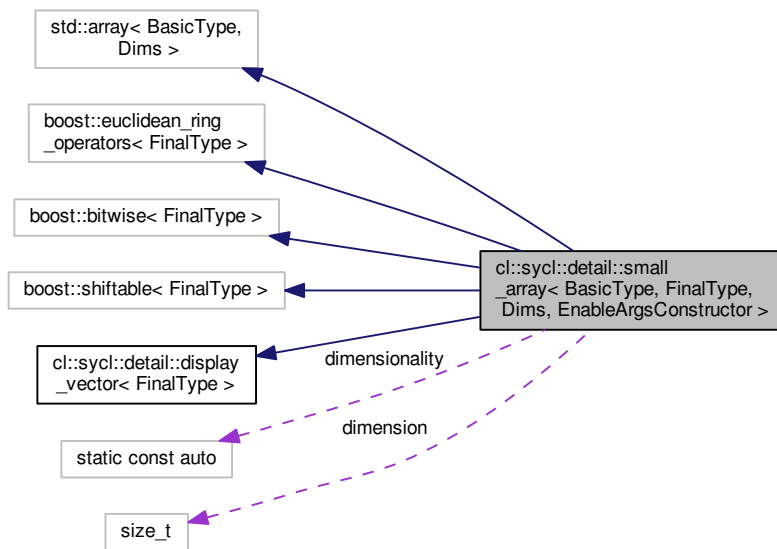 std::array< BasicType,
Dims >
boost::euclidean_ring
_operators< FinalType >
boost::bitwise< FinalType >
boost::shiftable< FinalType >
cl::sycl::detail::display
_vector< FinalType >
static const auto
size_t
dimensionality
dimension
cl::sycl::detail::small
_array< BasicType, FinalType,
Dims, EnableArgsConstructor >